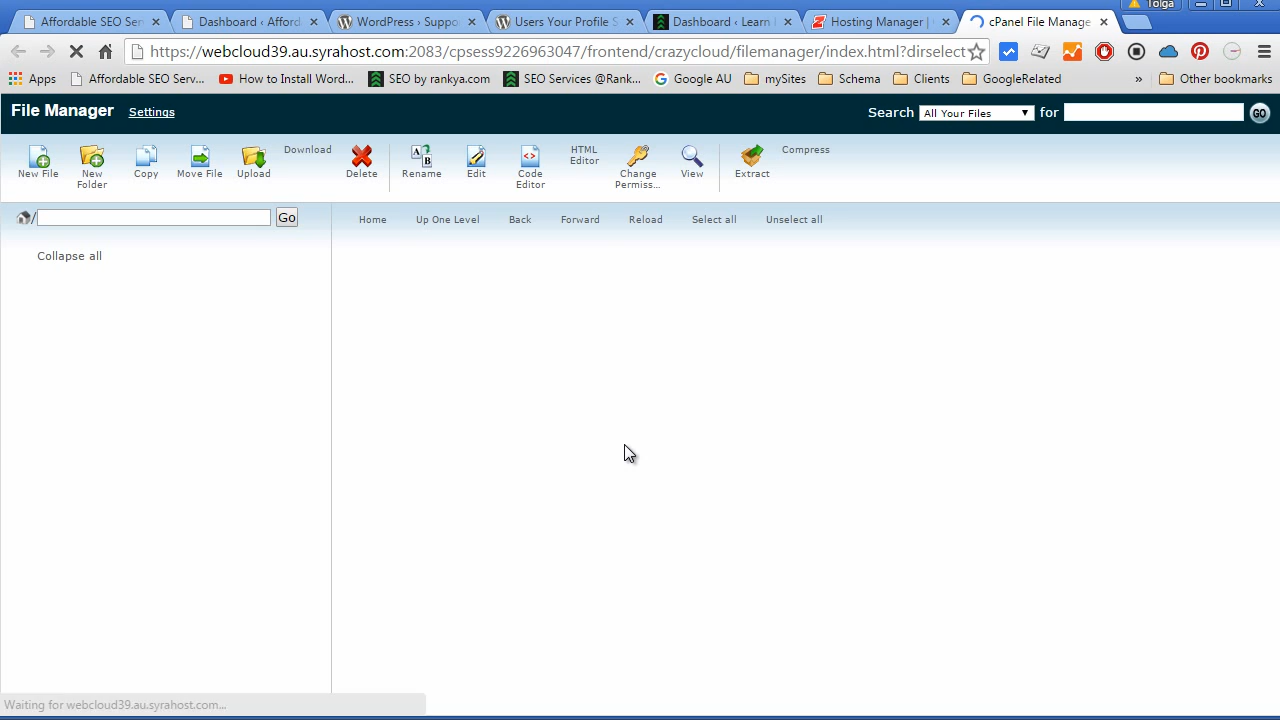 Tolga
Affordable SEO Ser
Dashboard ‹ Afford
WordPress › Suppo
Users Your Profile S
Dashboard ‹ Learn
Hosting Manager |
cPanel File Manage
https://webcloud39.au.syrahost.com:2083/cpsess9226963047/frontend/crazycloud/filemanager/index.html?dirselect
Apps
Affordable SEO Serv...
How to Install Wor...
SEO by rankya.com
SEO Services @Rank...
GoogleAU
mySites
Schema
Clients
GoogleRelated
»
Other bookmarks
File Manager
Settings
Search
All Your Files
for
GO
New File
New Folder
Copy
Move File
Upload
Download
Delete
Rename
Edit
Code Editor
HTML Editor
Change Permiss...
View
Extract
Compress
/
Go
Home
Up One Level
Back
Forward
Reload
Select all
Unselect all
Collapse all
Waiting for webcloud39.au.syrahost.com...